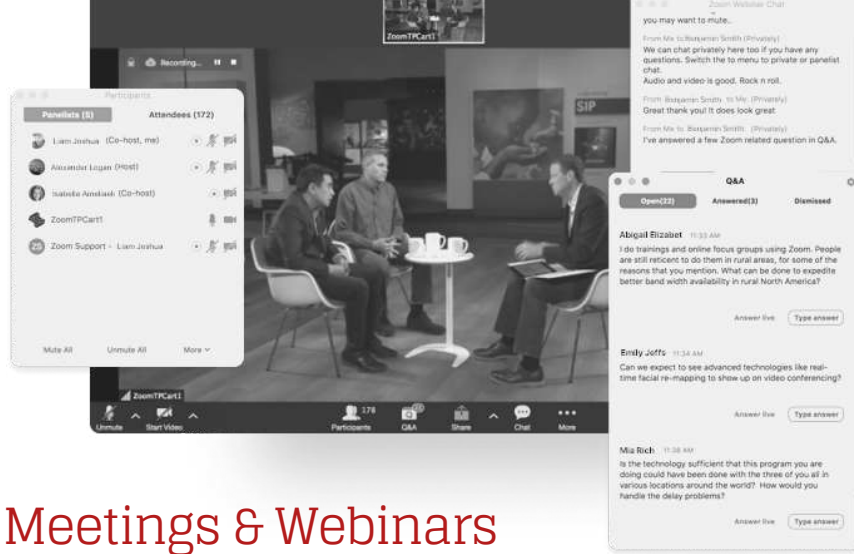 ZoomTPCart1
Recording...
Participants
Panelists (5) Attendees (172)
Liam Joshua (Co-host, me)
Alexander Logan (Host)
(Co-host)
ZoomTPCart1
ZS Zoom Support - Liam Joshua
Mute All Unmute All More
SIP
ZoomTPCart1
Unmute Start Video Participants 178 Q&A Share Chat More
Zoom Webinar Chat
you may want to mute..
From Me to Benjamin Smith (Privately)
We can chat privately here too if you have any
questions. Switch the to menu to private or panelist
chat.
Audio and video is good. Rock n roll.
From Benjamin Smith to Me: (Privately)
Great thank you! It does look great
From Me to Benjamin Smith: (Privately)
I've answered a few Zoom related question in Q&A.
Q&A
Open(22) Answered(3) Dismissed
Abigail Elizabet 11:33 AM
I do trainings and online focus groups using Zoom. People
are still reticent to do them in rural areas, for some of the
reasons that you mention. What can be done to expedite
better band width availability in rural North America?
Answer live Type answer
Emily Joffs 11:34 AM
Can we expect to see advanced technologies like real-
time facial re-mapping to show up on video conferencing?
Answer live Type answer
Mia Rich 11:38 AM
Is the technology sufficient that this program you are
doing could have been done with the three of you all in
various locations around the world? How would you
handle the delay problems?
Answer live Type answer
Meetings & Webinars